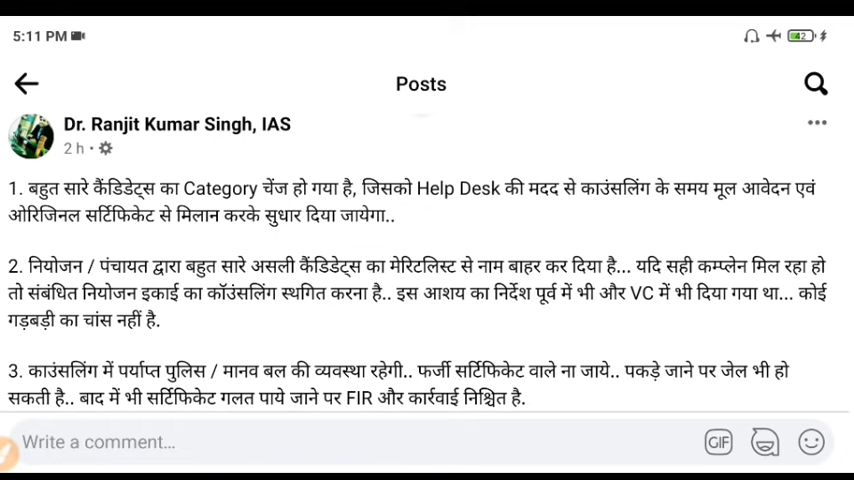 5:11 PM
42
Posts
Dr. Ranjit Kumar Singh, IAS
2 h
1. बहुत सारे कैंडिडेट्स का Category चेंज हो गया है, जिसको Help Desk की मदद से काउंसलिंग के समय मूल आवेदन एवं
ओरिजिनल सर्टिफिकेट से मिलान करके सुधार दिया जायेगा..
2. नियोजन / पंचायत द्वारा बहुत सारे असली कैंडिडेट्स का मेरिटलिस्ट से नाम बाहर कर दिया है... यदि सही कम्प्लेन मिल रहा हो
तो संबंधित नियोजन इकाई का कॉउंसलिंग स्थगित करना है.. इस आशय का निर्देश पूर्व में भी और VC में भी दिया गया था... कोई
गड़बड़ी का चांस नहीं है.
3. काउंसलिंग में पर्याप्त पुलिस / मानव बल की व्यवस्था रहेगी.. फर्जी सर्टिफिकेट वाले ना जाये.. पकड़े जाने पर जेल भी हो
सकती है.. बाद में भी सर्टिफिकेट गलत पाये जाने पर FIR और कार्रवाई निश्चित है.
Write a comment...
GIF